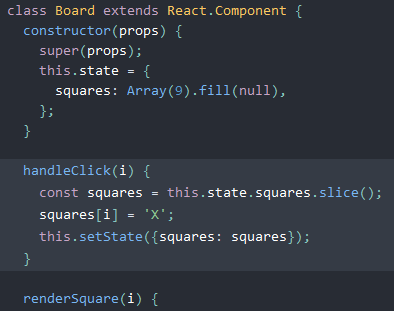 class Board extends React.Component {
  constructor(props) {
    super(props);
    this.state = {
      squares: Array(9).fill(null),
    };
  }

  handleClick(i) {
    const squares = this.state.squares.slice();
    squares[i] = 'X';
    this.setState({squares: squares});
  }

  renderSquare(i) {